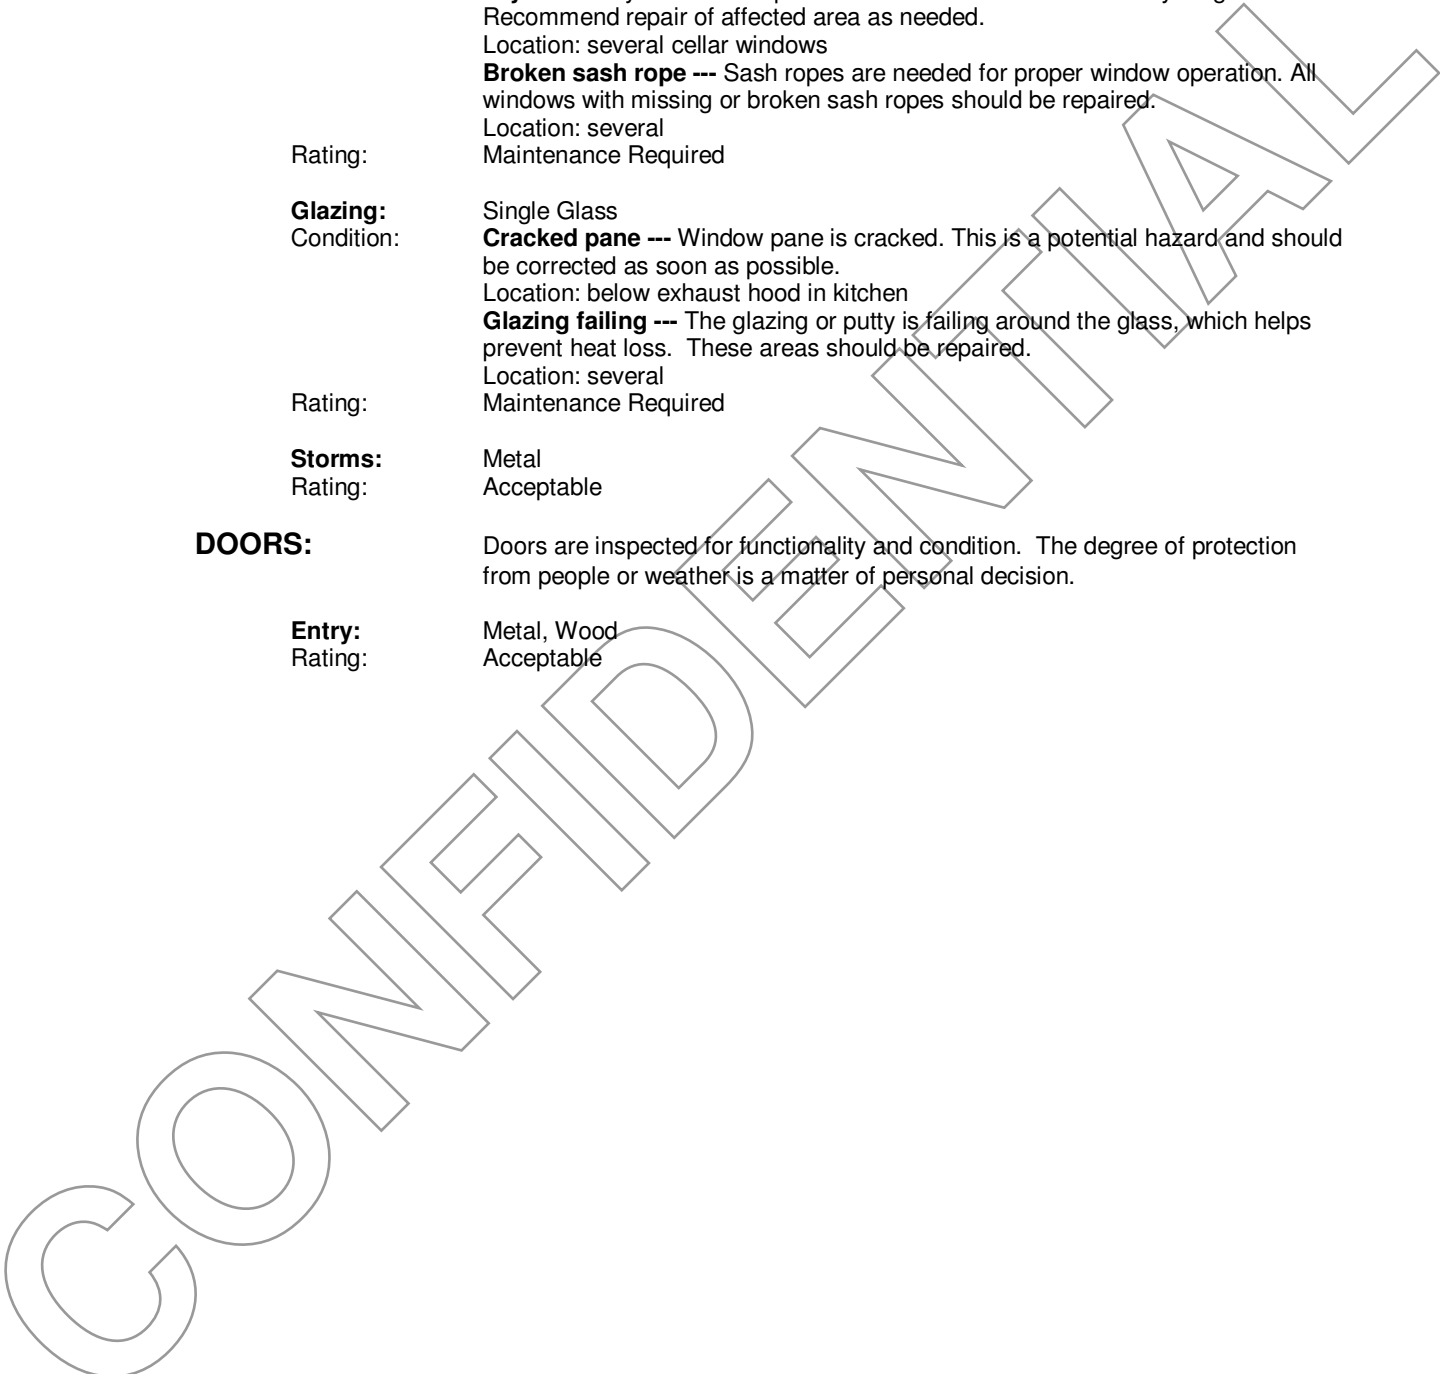 Recommend repair of affected area as needed.
Location: several cellar windows
Broken sash rope --- Sash ropes are needed for proper window operation. All
windows with missing or broken sash ropes should be repaired.
Location: several
Rating: Maintenance Required
Glazing: Single Glass
Condition: Cracked pane --- Window pane is cracked. This is a potential hazard and should
be corrected as soon as possible.
Location: below exhaust hood in kitchen
Glazing failing --- The glazing or putty is failing around the glass, which helps
prevent heat loss.  These areas should be repaired.
Location: several
Rating: Maintenance Required
Storms: Metal
Rating: Acceptable
DOORS: Doors are inspected for functionality and condition.  The degree of protection
from people or weather is a matter of personal decision.
Entry: Metal, Wood
Rating: Acceptable
CONFIDENTIAL